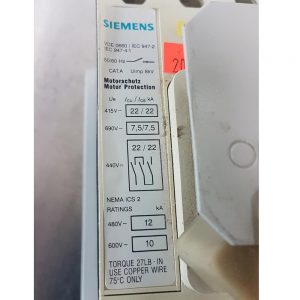 SIEMENS
VDE 0660 / IEC 947-2
IEC 947-4.1
50/60 Hz
CAT.A Uimp 8kV
Motorschutz
Motor Protection
Ue Icu / Ics kA
415V- 22 / 22
690V- 7,5/7,5
22 / 22
440V-
NEMA ICS 2
RATINGS kA
480V- 12
600V- 10
TORQUE 27LB - IN
USE COPPER WIRE
75°C ONLY